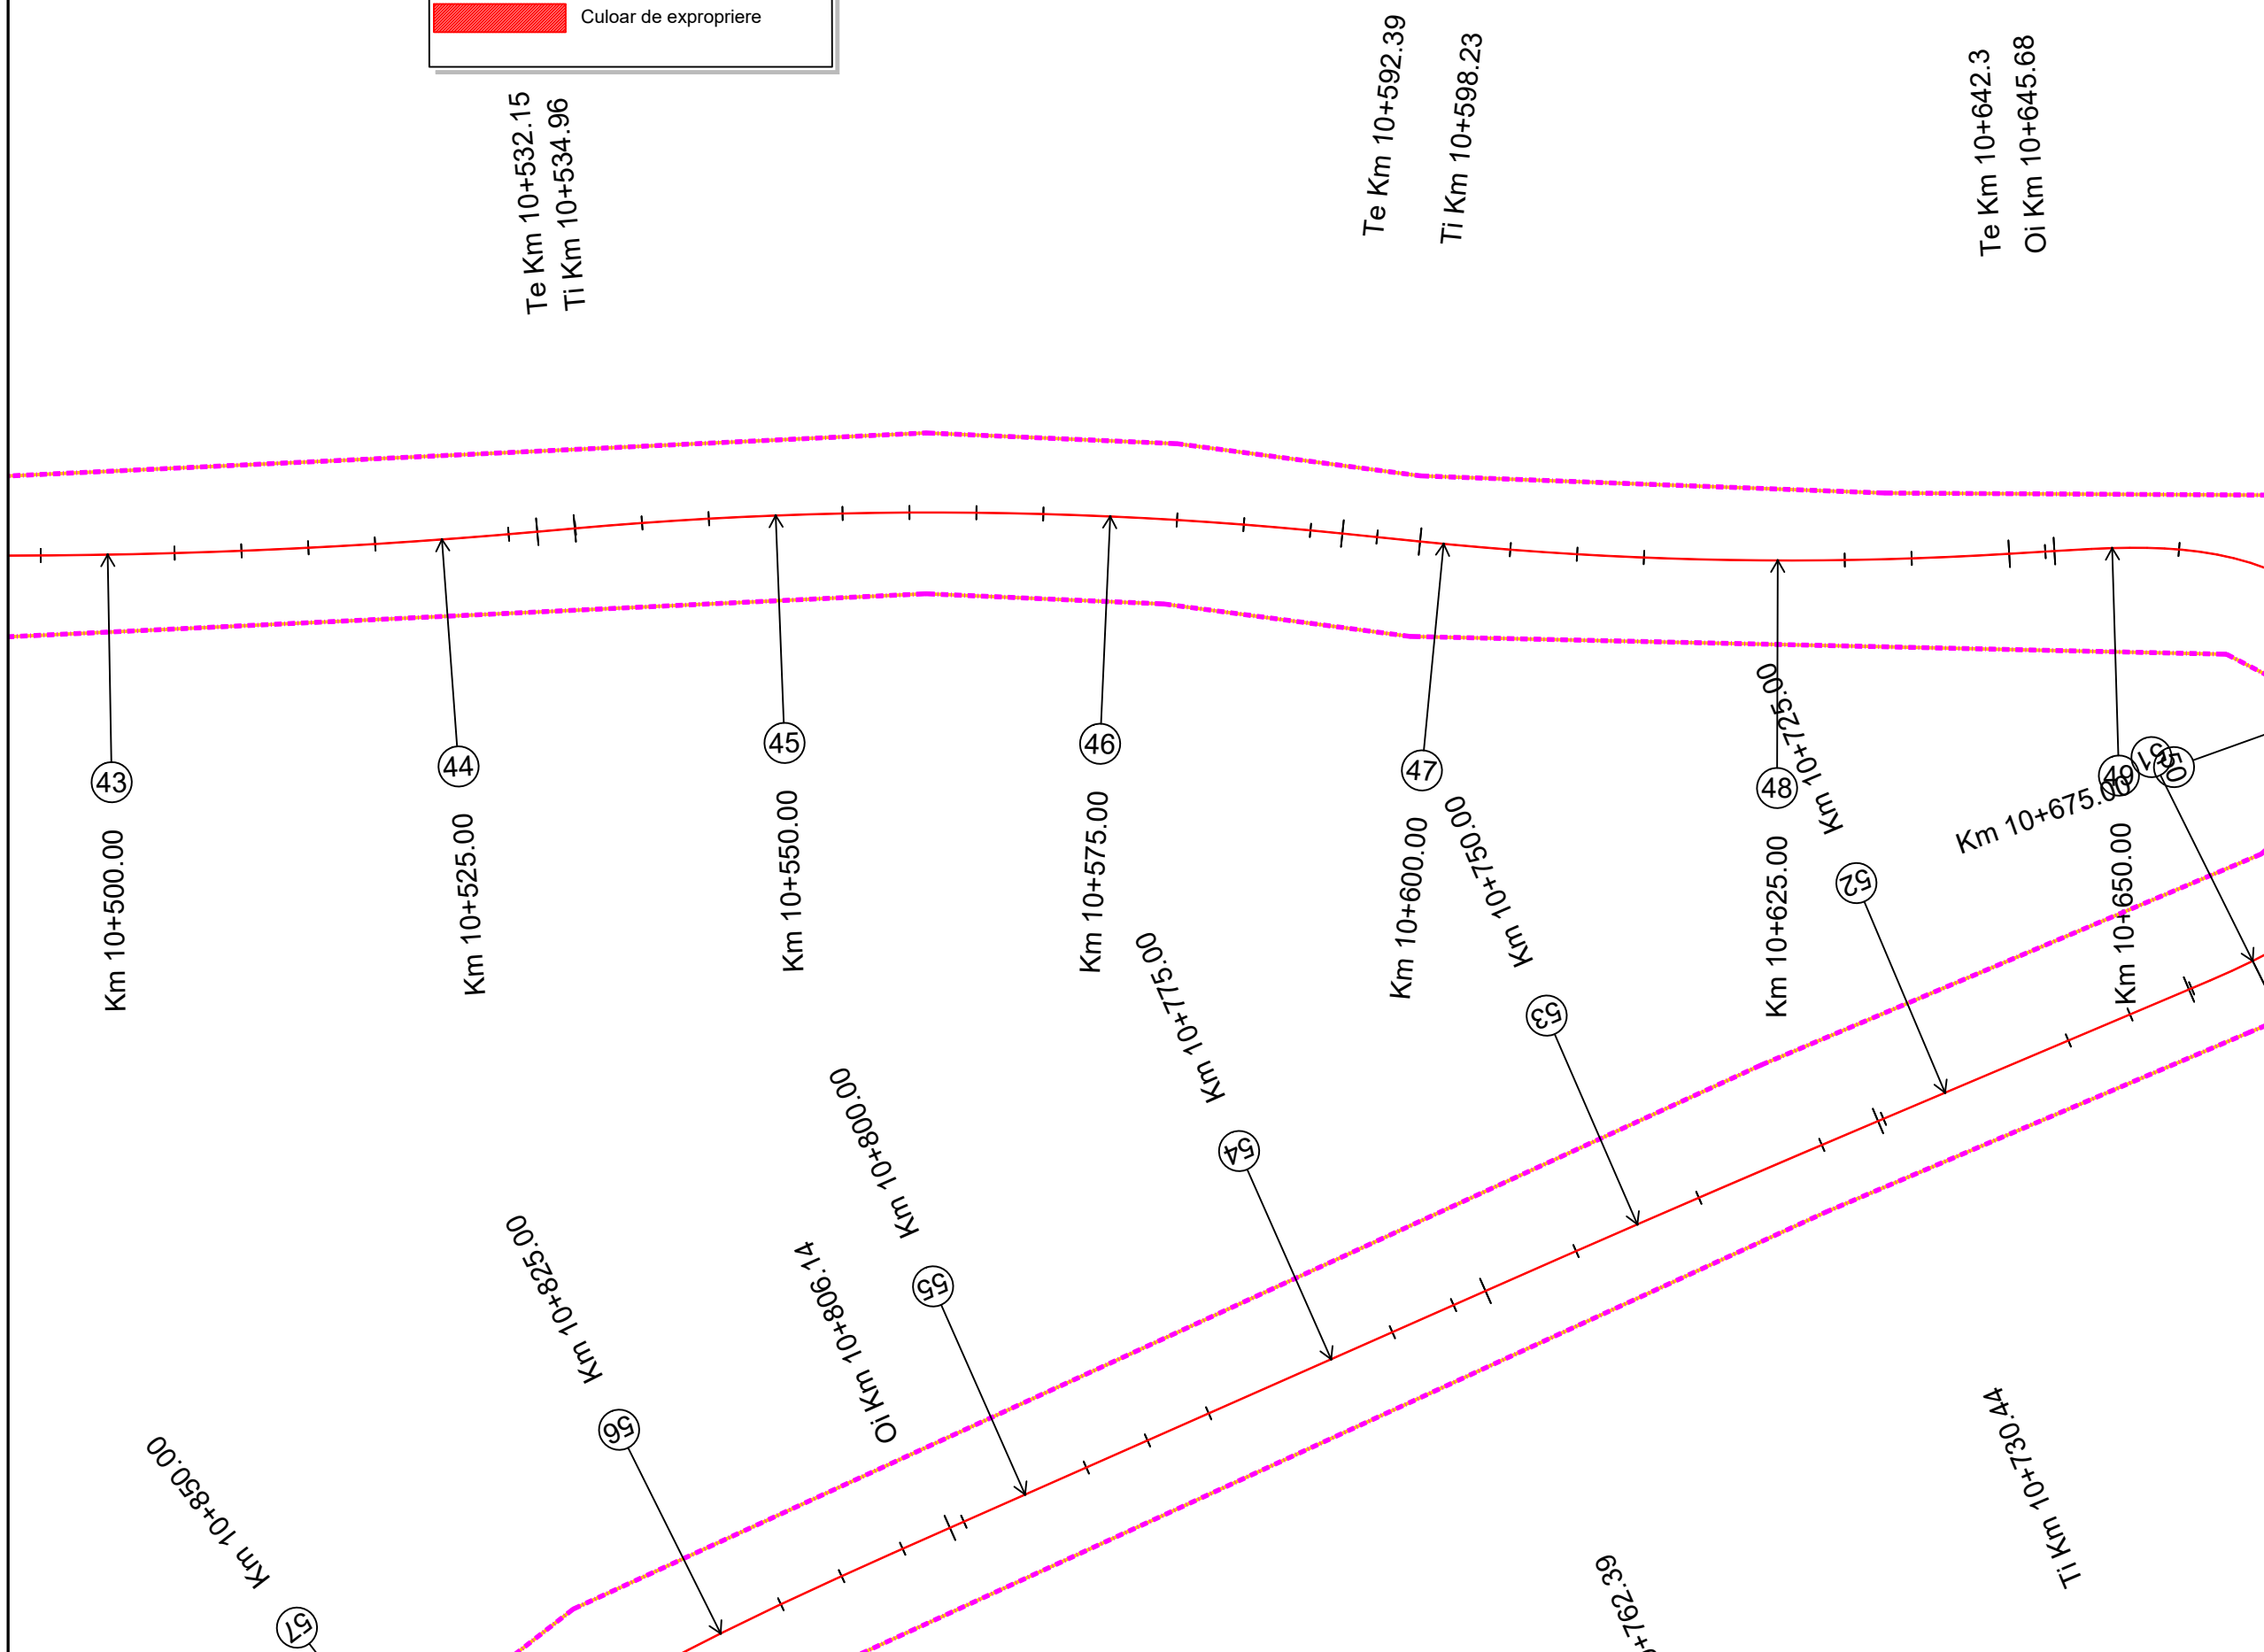 Culoar de expropriere
Te Km 10+532.15
Ti Km 10+534.96
Te Km 10+592.39
Ti Km 10+598.23
Te Km 10+642.3
Oi Km 10+645.68
43
Km 10+500.00
44
Km 10+525.00
45
Km 10+550.00
46
Km 10+575.00
47
Km 10+600.00
48
Km 10+625.00
49
Km 10+650.00
50
Km 10+675.00
51
52
Km 10+725.00
53
Km 10+750.00
54
Km 10+775.00
55
Km 10+800.00
Oi Km 10+806.14
56
Km 10+825.00
57
Km 10+850.00
Ti Km 10+730.44
+762.39